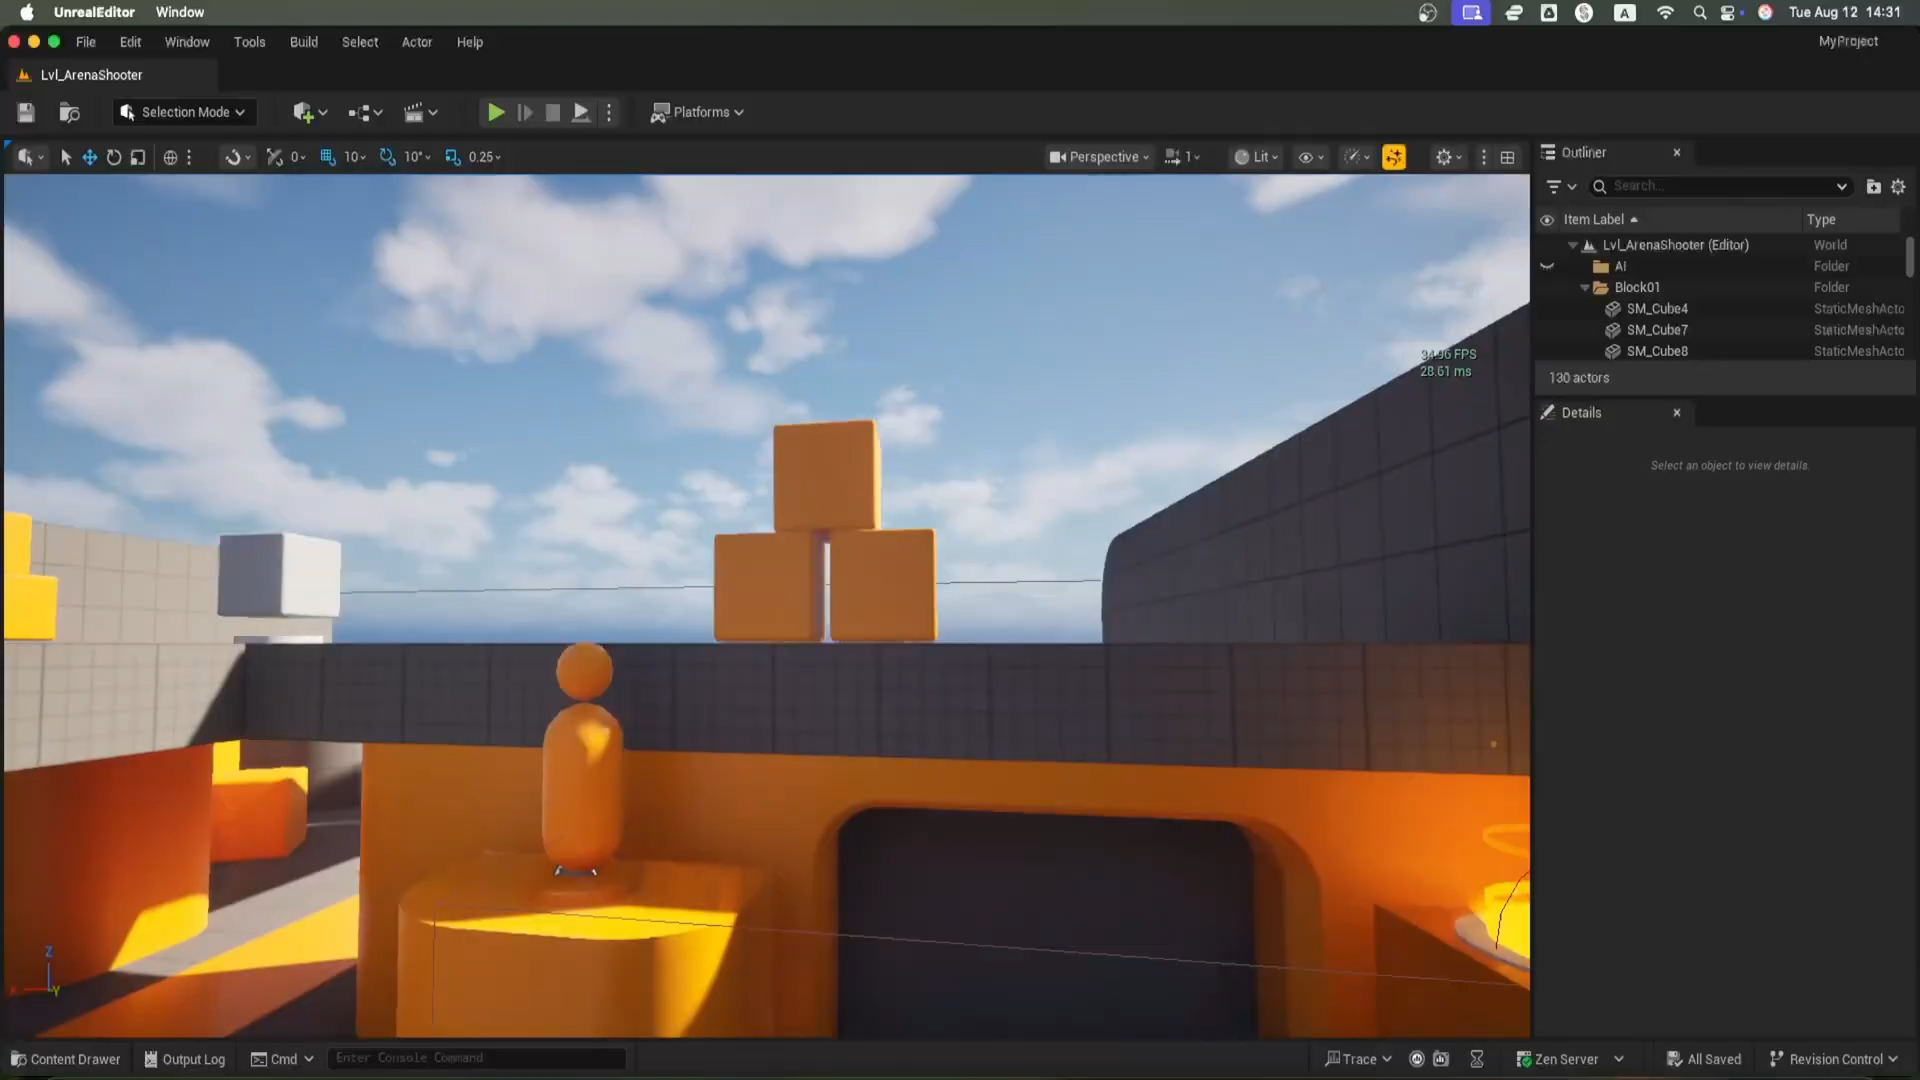 UnrealEditor Window
A
Tue Aug 12 14:31
File Edit Window Tools Build Select Actor Help
MyProject
Lvl_ArenaShooter
Selection Mode
Platforms
0 10 10° 0.25
Perspective 1 Lit
Outliner
Search...
Item Label Type
Lvl_ArenaShooter (Editor) World
AI Folder
Block01 Folder
SM_Cube4 StaticMeshActo
SM_Cube7 StaticMeshActo
SM_Cube8 StaticMeshActo
130 actors
Details
Select an object to view details.
FPS
28.61 ms
Z
X
Y
Content Drawer Output Log Cmd Enter Console Command
Trace Zen Server All Saved Revision Control